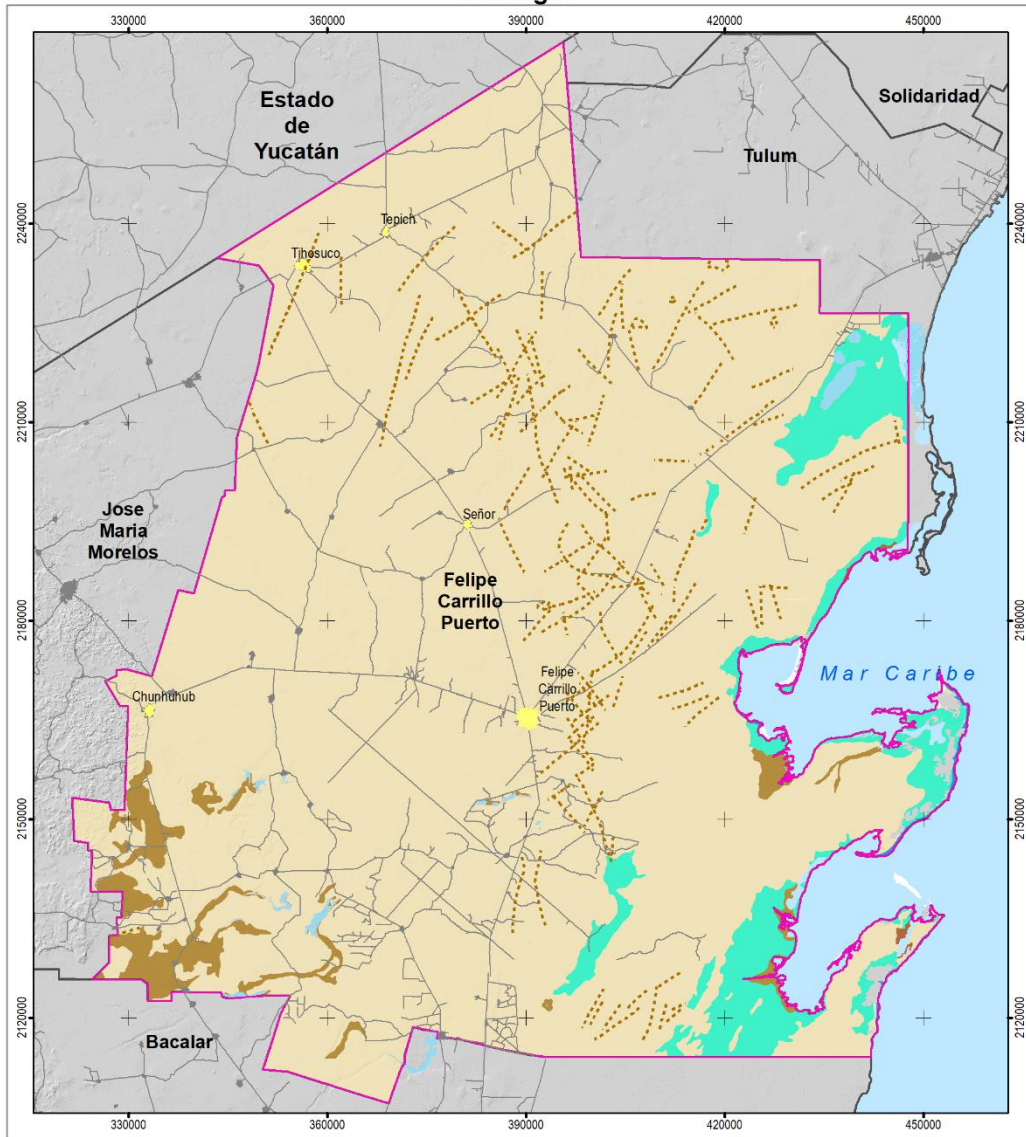 330000 360000 390000 420000 450000
Estado
de
Yucatán
Solidaridad
Tulum
2240000 2240000
Tepich
Tihosuco
2210000 2210000
Jose
Maria
Morelos
Señor
Felipe
Carrillo
Puerto
2180000 2180000
Mar Caribe
Chunhuhub
Felipe
Carrillo
Puerto
2150000 2150000
2120000 2120000
Bacalar
330000 360000 390000 420000 450000